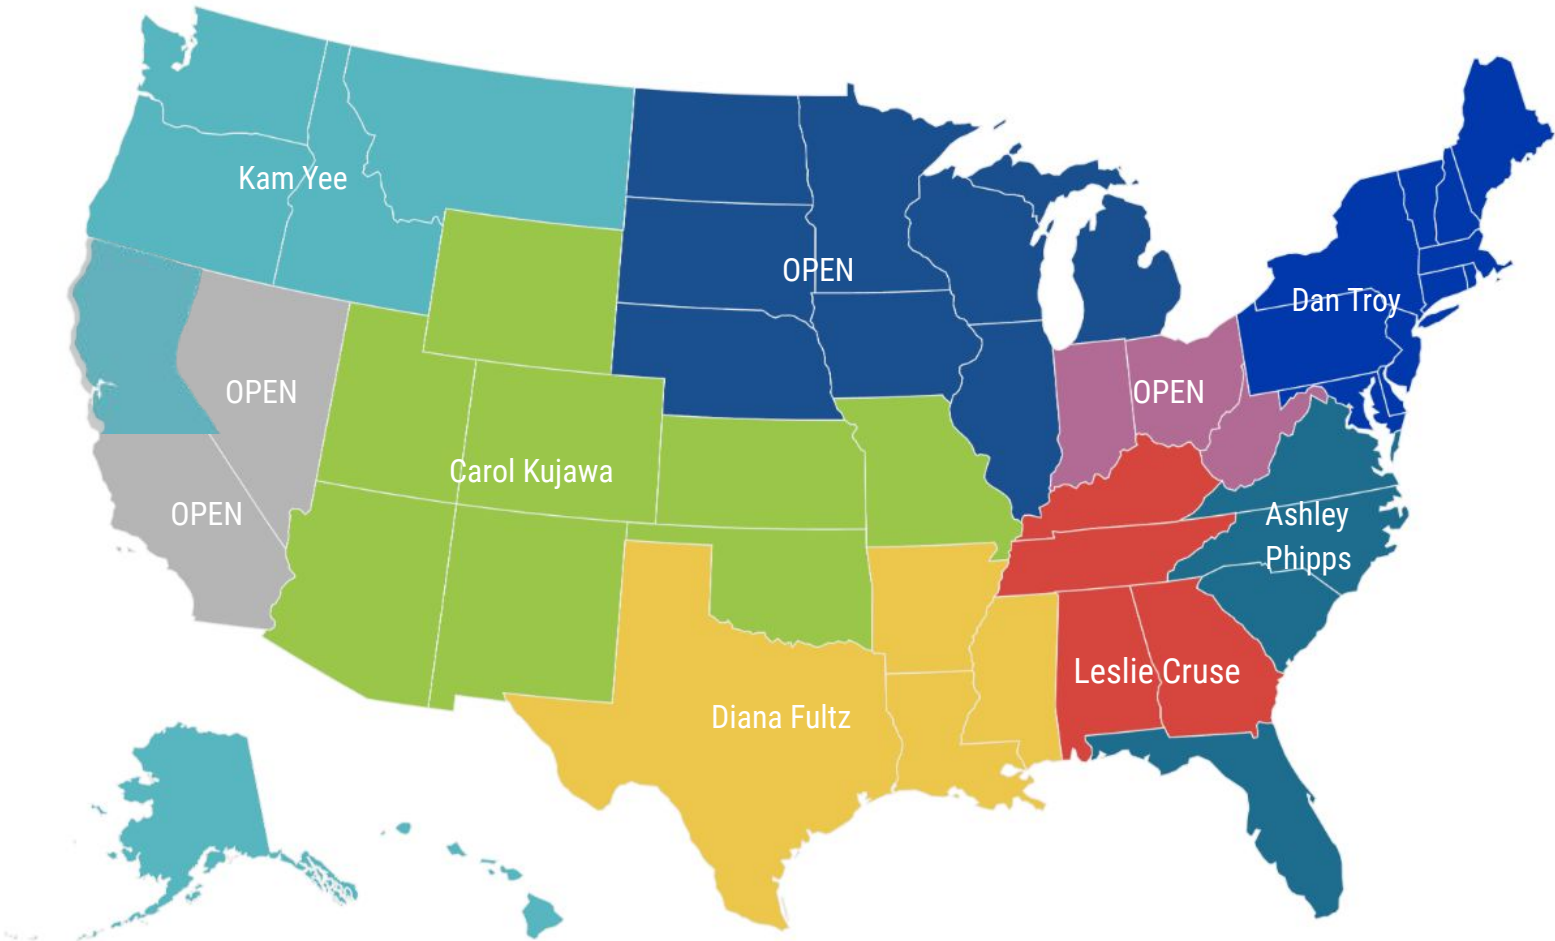 Kam Yee
OPEN
Dan Troy
OPEN
OPEN
Carol Kujawa
OPEN
Ashley
Phipps
Leslie Cruse
Diana Fultz